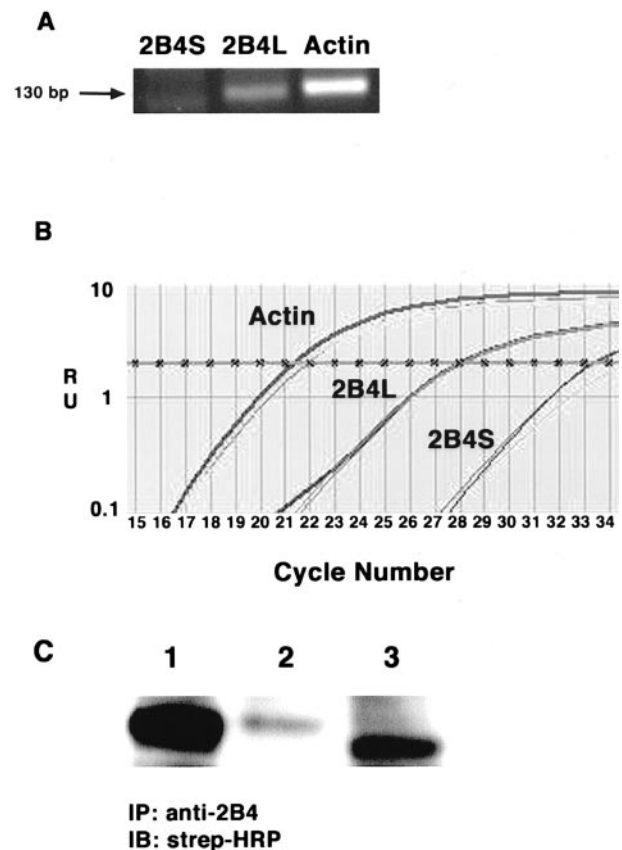 A
2B4S 2B4L Actin
130 bp
B
10
Actin
R
U
2B4L
1
2B4S
0.1
15 16 17 18 19 20 21 22 23 24 25 26 27 28 29 30 31 32 33 34
Cycle Number
C
1 2 3
IP: anti-2B4
IB: strep-HRP